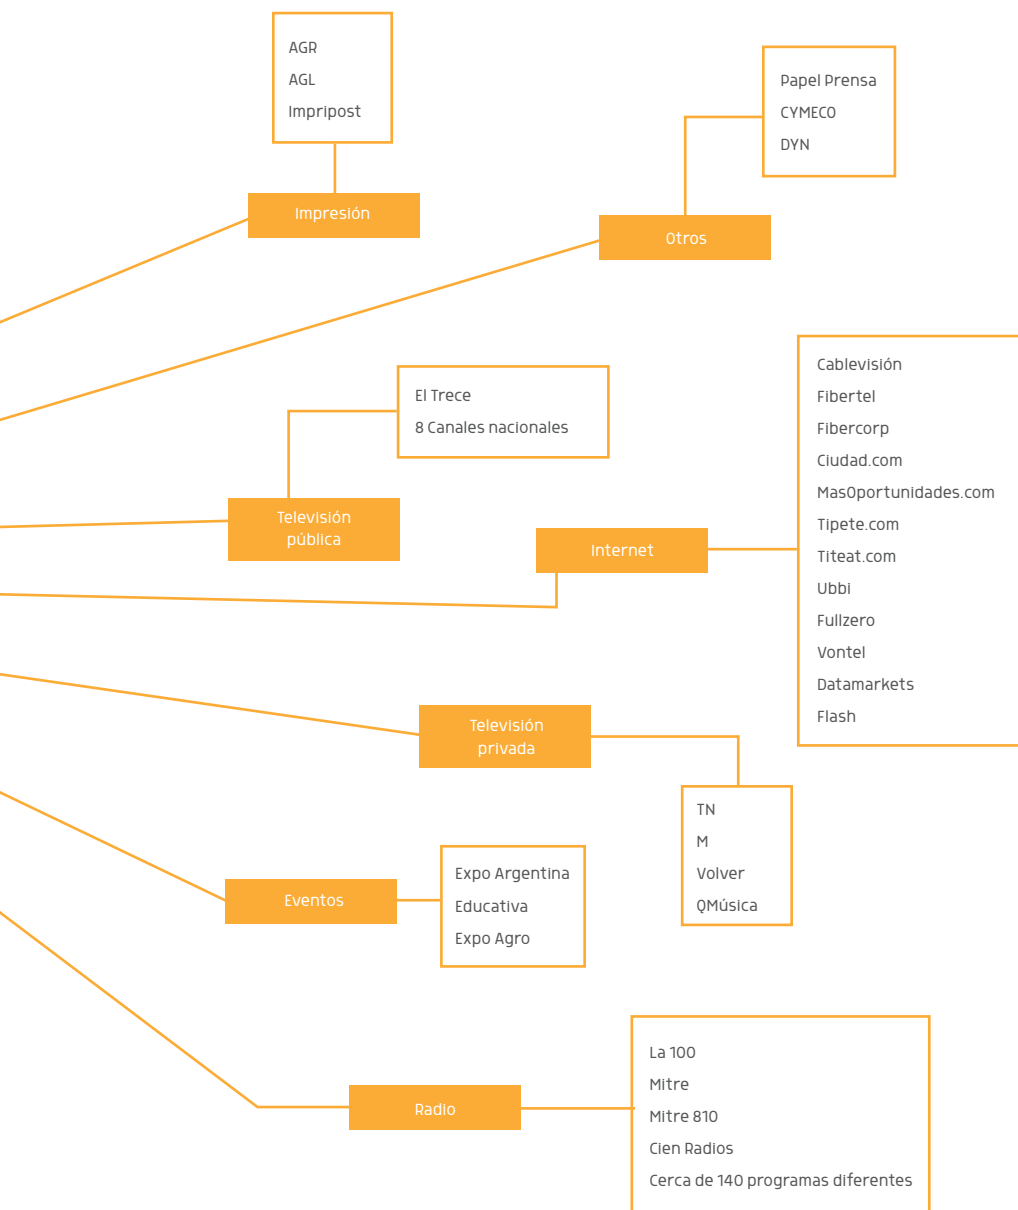 AGR
AGL
Impripost
Impresión
Papel Prensa
CYMECO
DYN
Otros
El Trece
8 Canales nacionales
Televisión
pública
Cablevisión
Fibertel
Fibercorp
Ciudad.com
MasOportunidades.com
Tipete.com
Titeat.com
Ubbi
Fullzero
Vontel
Datamarkets
Flash
Internet
Televisión
privada
TN
M
Volver
QMúsica
Eventos
Expo Argentina
Educativa
Expo Agro
Radio
La 100
Mitre
Mitre 810
Cien Radios
Cerca de 140 programas diferentes